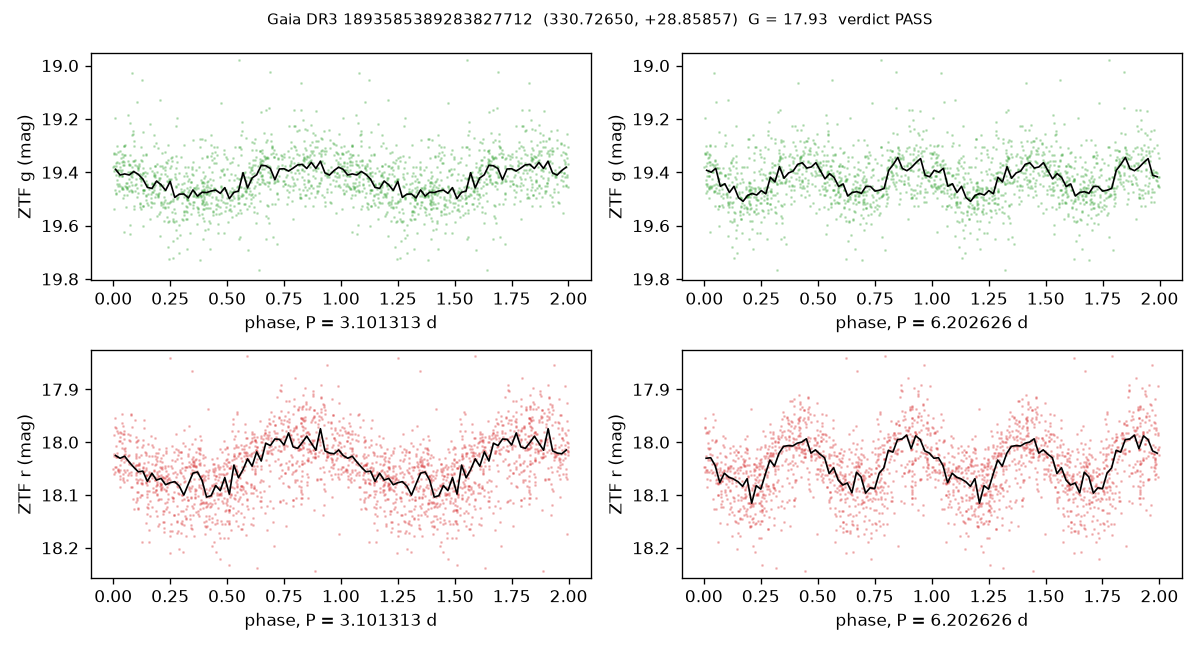 Gaia DR3 1893585389283827712  (330.72650, +28.85857)  G = 17.93  verdict PASS
ZTF g (mag)
19.0
19.2
19.4
19.6
19.8
0.00 0.25 0.50 0.75 1.00 1.25 1.50 1.75 2.00
phase, P = 3.101313 d
ZTF g (mag)
19.0
19.2
19.4
19.6
19.8
0.00 0.25 0.50 0.75 1.00 1.25 1.50 1.75 2.00
phase, P = 6.202626 d
ZTF r (mag)
17.9
18.0
18.1
18.2
0.00 0.25 0.50 0.75 1.00 1.25 1.50 1.75 2.00
phase, P = 3.101313 d
ZTF r (mag)
17.9
18.0
18.1
18.2
0.00 0.25 0.50 0.75 1.00 1.25 1.50 1.75 2.00
phase, P = 6.202626 d